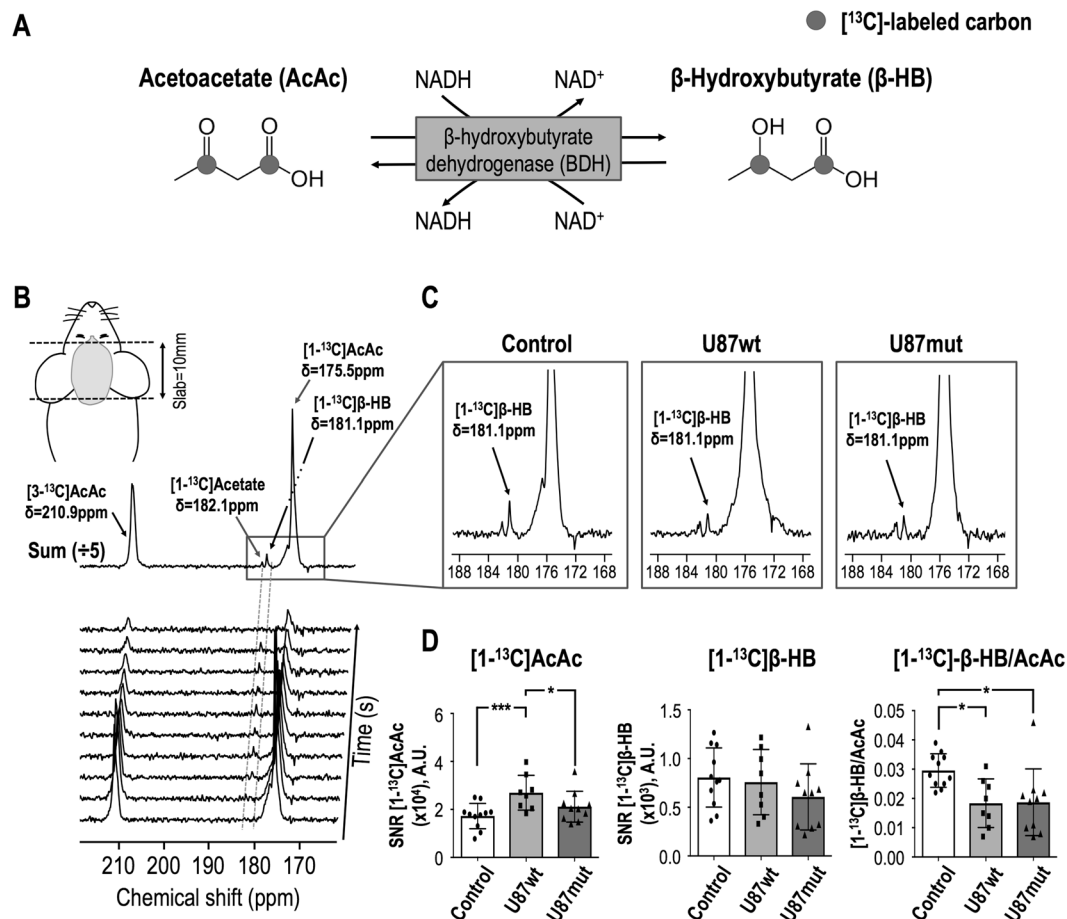 A
[¹³C]-labeled carbon
Acetoacetate (AcAc)
NADH
NAD⁺
β-Hydroxybutyrate (β-HB)
O
O
OH
β-hydroxybutyrate
dehydrogenase (BDH)
OH
O
OH
NADH
NAD⁺
B
Slab=10mm
[1-¹³C]AcAc
δ=175.5ppm
[1-¹³C]β-HB
δ=181.1ppm
[1-¹³C]Acetate
δ=182.1ppm
[3-¹³C]AcAc
δ=210.9ppm
Sum (÷5)
Time (s)
210 200 190 180 170
Chemical shift (ppm)
C
Control
[1-¹³C]β-HB
δ=181.1ppm
188 184 180 176 172 168
U87wt
[1-¹³C]β-HB
δ=181.1ppm
188 184 180 176 172 168
U87mut
[1-¹³C]β-HB
δ=181.1ppm
188 184 180 176 172 168
D
[1-¹³C]AcAc
SNR [1-¹³C]AcAc
(x10⁴), A.U.
6
4
2
0
***
*
Control
U87wt
U87mut
[1-¹³C]β-HB
SNR [1-¹³C]β-HB
(x10³), A.U.
1.5
1.0
0.5
0.0
Control
U87wt
U87mut
[1-¹³C]-β-HB/AcAc
[1-¹³C]β-HB/AcAc
0.05
0.04
0.03
0.02
0.01
0.00
*
*
Control
U87wt
U87mut